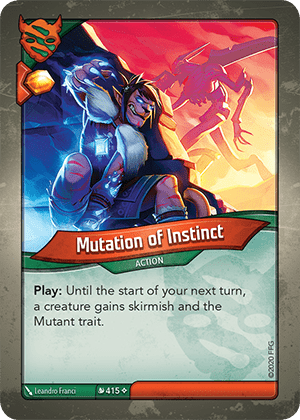 Mutation of Instinct
ACTION
Play: Until the start of your next turn,
a creature gains skirmish and the
Mutant trait.
Leandro Franci
415
©2020 FFG